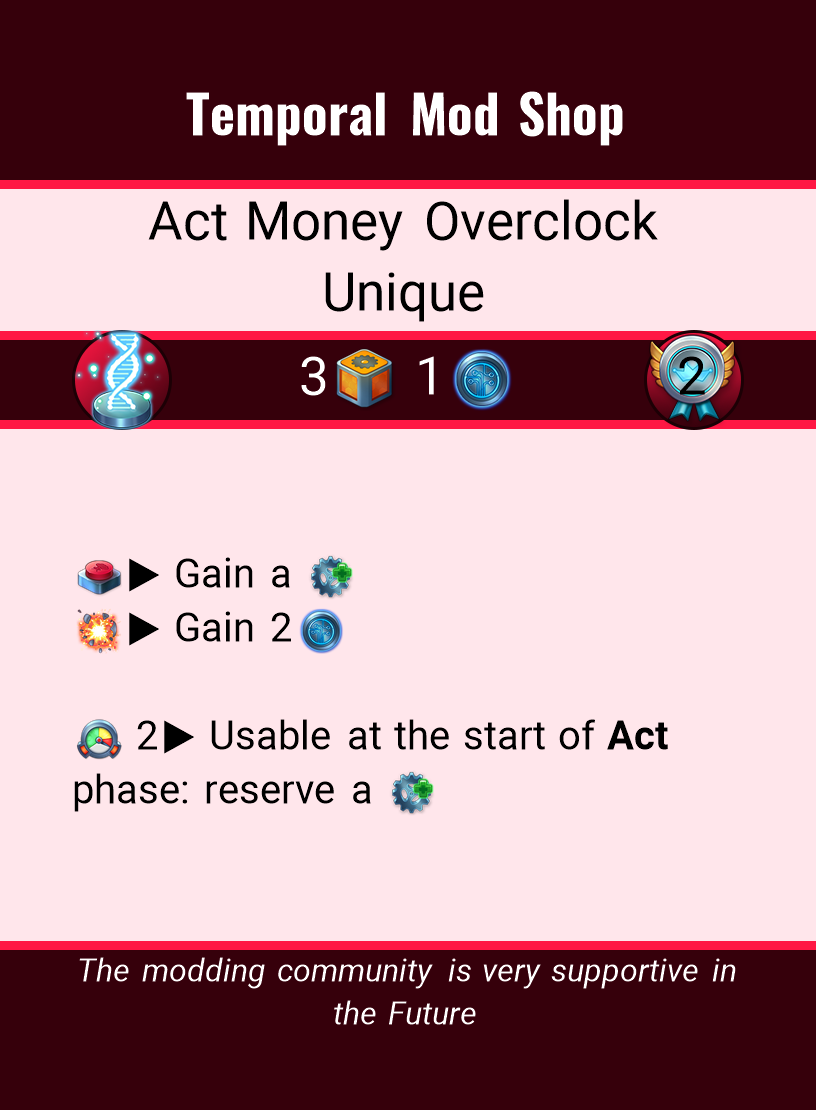 Temporal Mod Shop
Act Money Overclock
Unique
3 1 2
▶ Gain a
▶ Gain 2
2▶ Usable at the start of Act
phase: reserve a
The modding community is very supportive in
the Future